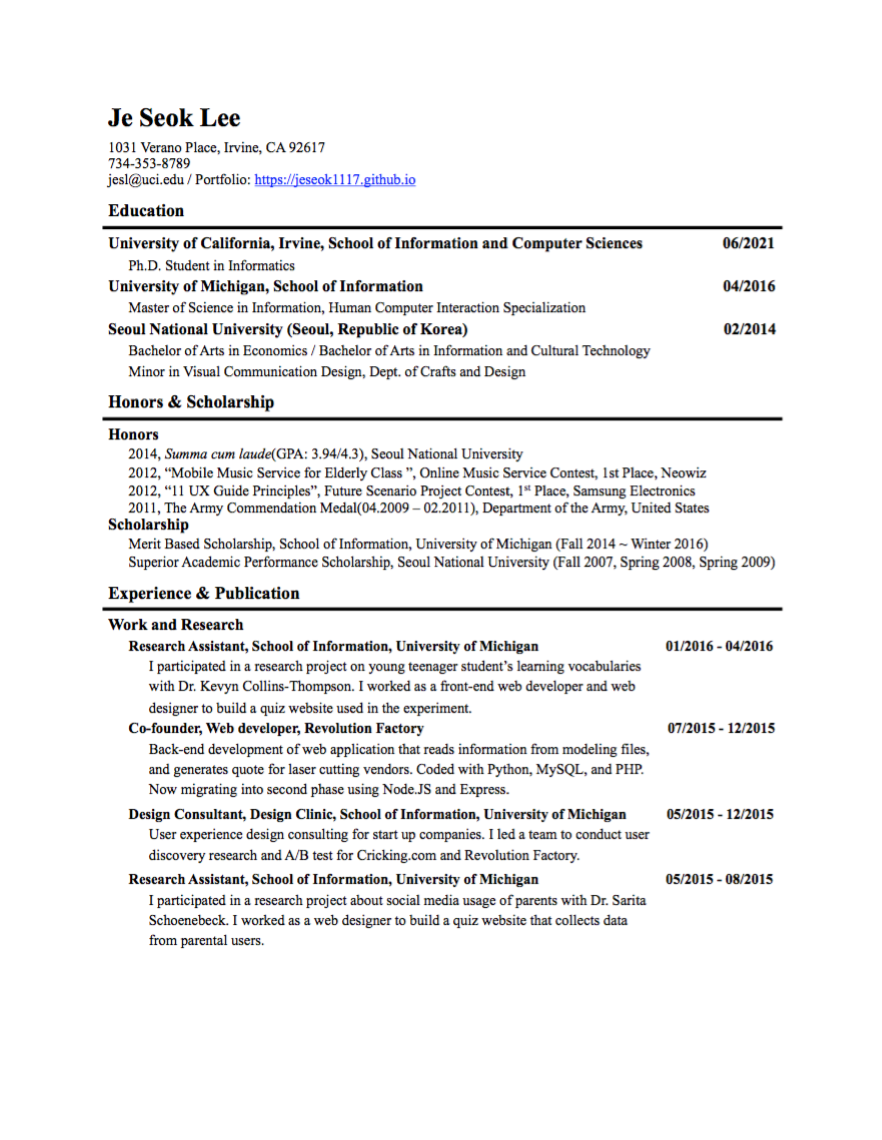 Je Seok Lee
1031 Verano Place, Irvine, CA 92617
734-353-8789
jesl@uci.edu / Portfolio: https://jeseok1117.github.io
Education
University of California, Irvine, School of Information and Computer Sciences 06/2021
Ph.D. Student in Informatics
University of Michigan, School of Information 04/2016
Master of Science in Information, Human Computer Interaction Specialization
Seoul National University (Seoul, Republic of Korea) 02/2014
Bachelor of Arts in Economics / Bachelor of Arts in Information and Cultural Technology
Minor in Visual Communication Design, Dept. of Crafts and Design
Honors & Scholarship
Honors
2014, Summa cum laude(GPA: 3.94/4.3), Seoul National University
2012, “Mobile Music Service for Elderly Class ”, Online Music Service Contest, 1st Place, Neowiz
2012, “11 UX Guide Principles”, Future Scenario Project Contest, 1st Place, Samsung Electronics
2011, The Army Commendation Medal(04.2009 – 02.2011), Department of the Army, United States
Scholarship
Merit Based Scholarship, School of Information, University of Michigan (Fall 2014 ~ Winter 2016)
Superior Academic Performance Scholarship, Seoul National University (Fall 2007, Spring 2008, Spring 2009)
Experience & Publication
Work and Research
Research Assistant, School of Information, University of Michigan 01/2016 - 04/2016
I participated in a research project on young teenager student’s learning vocabularies
with Dr. Kevyn Collins-Thompson. I worked as a front-end web developer and web
designer to build a quiz website used in the experiment.
Co-founder, Web developer, Revolution Factory 07/2015 - 12/2015
Back-end development of web application that reads information from modeling files,
and generates quote for laser cutting vendors. Coded with Python, MySQL, and PHP.
Now migrating into second phase using Node.JS and Express.
Design Consultant, Design Clinic, School of Information, University of Michigan 05/2015 - 12/2015
User experience design consulting for start up companies. I led a team to conduct user
discovery research and A/B test for Cricking.com and Revolution Factory.
Research Assistant, School of Information, University of Michigan 05/2015 - 08/2015
I participated in a research project about social media usage of parents with Dr. Sarita
Schoenebeck. I worked as a web designer to build a quiz website that collects data
from parental users.